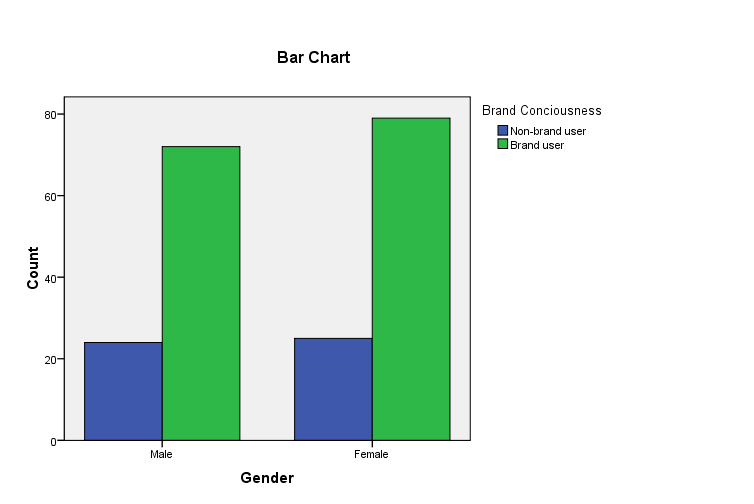 Bar Chart
Brand Conciousness
Non-brand user
Brand user
80
60
40
20
0
Count
Male
Female
Gender